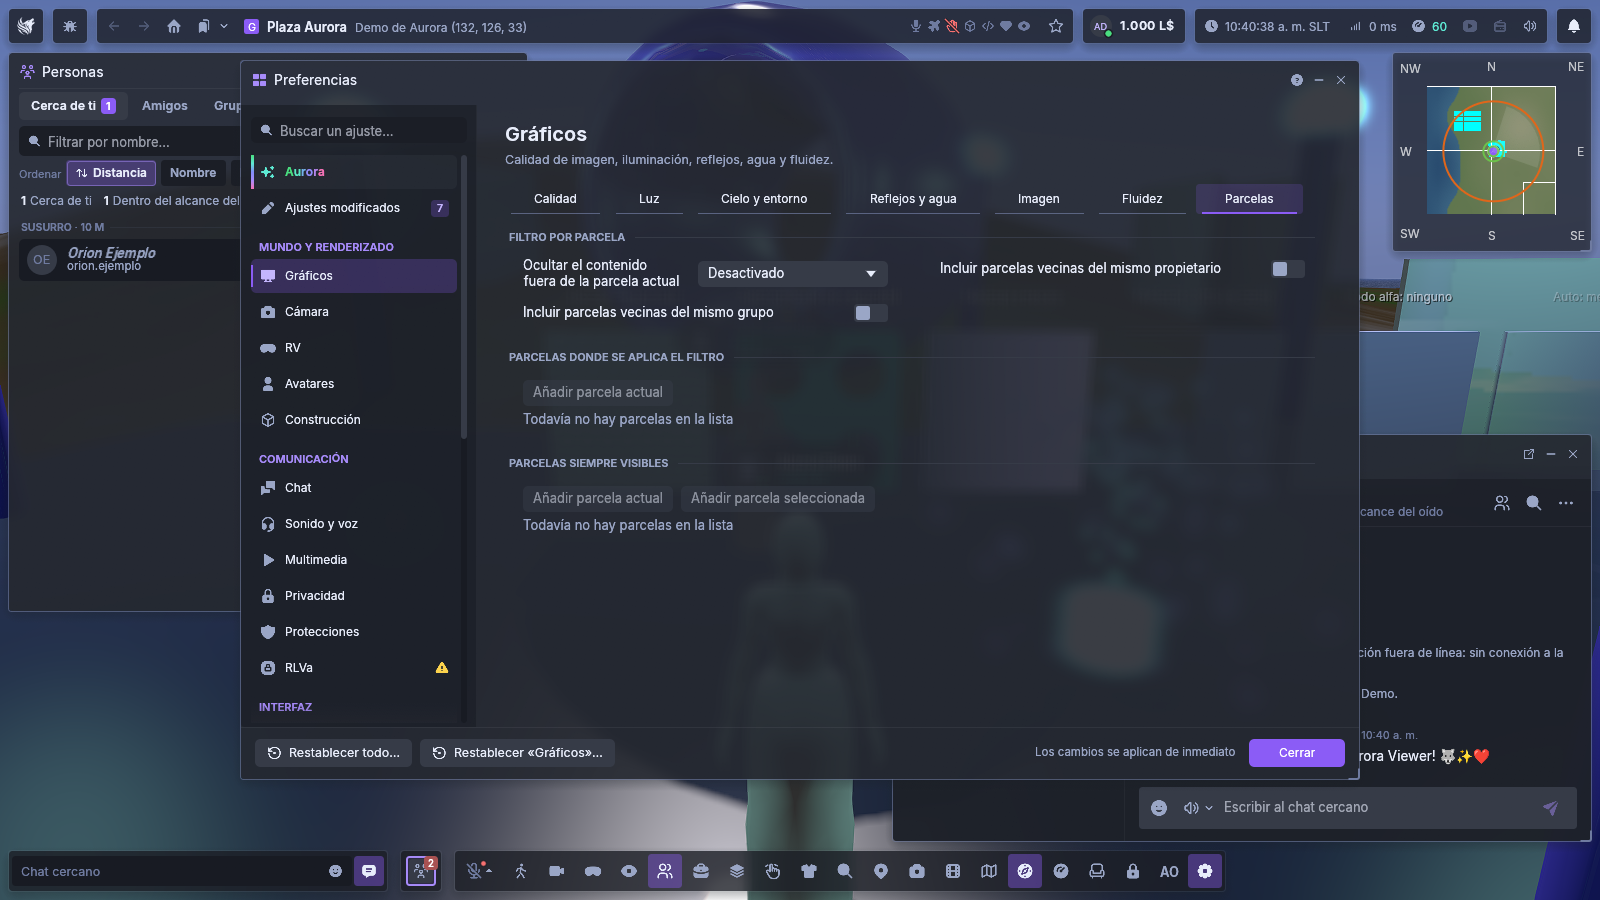 G Plaza Aurora Demo de Aurora (132, 126, 33)
AD 1.000 L$
10:40:38 a. m. SLT 0 ms 60
Personas
Cerca de ti 1 Amigos Grup
Filtrar por nombre...
Ordenar Distancia Nombre
1 Cerca de ti 1 Dentro del alcance del
SUSURRO · 10 M
OE Orion Ejemplo
orion.ejemplo
Preferencias
Buscar un ajuste...
Aurora
Ajustes modificados 7
MUNDO Y RENDERIZADO
Gráficos
Cámara
RV
Avatares
Construcción
COMUNICACIÓN
Chat
Sonido y voz
Multimedia
Privacidad
Protecciones
RLVa
INTERFAZ
Gráficos
Calidad de imagen, iluminación, reflejos, agua y fluidez.
Calidad Luz Cielo y entorno Reflejos y agua Imagen Fluidez Parcelas
FILTRO POR PARCELA
Ocultar el contenido
fuera de la parcela actual
Desactivado
Incluir parcelas vecinas del mismo propietario
Incluir parcelas vecinas del mismo grupo
PARCELAS DONDE SE APLICA EL FILTRO
Añadir parcela actual
Todavía no hay parcelas en la lista
PARCELAS SIEMPRE VISIBLES
Añadir parcela actual Añadir parcela seleccionada
Todavía no hay parcelas en la lista
Restablecer todo... Restablecer «Gráficos»...
Los cambios se aplican de inmediato Cerrar
NW N NE
W E
SW S SE
do alfa: ninguno Auto: m
cance del oído
ción fuera de línea: sin conexión a la
Demo.
10:40 a. m.
rora Viewer! 🐺✨❤️
Escribir al chat cercano
Chat cercano
2
AO